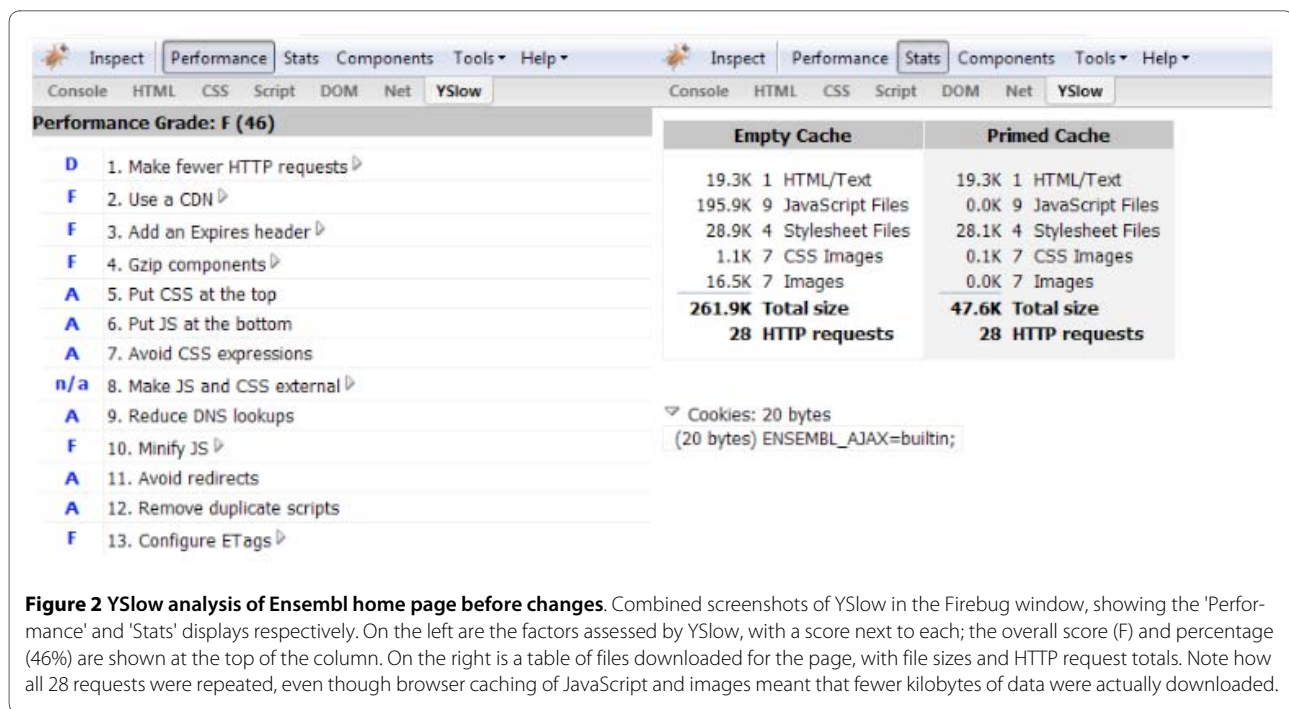 Inspect Performance Stats Components Tools Help
Console HTML CSS Script DOM Net YSlow
Performance Grade: F (46)
D 1. Make fewer HTTP requests
F 2. Use a CDN
F 3. Add an Expires header
F 4. Gzip components
A 5. Put CSS at the top
A 6. Put JS at the bottom
A 7. Avoid CSS expressions
n/a 8. Make JS and CSS external
A 9. Reduce DNS lookups
F 10. Minify JS
A 11. Avoid redirects
A 12. Remove duplicate scripts
F 13. Configure ETags
Inspect Performance Stats Components Tools Help
Console HTML CSS Script DOM Net YSlow
Empty Cache
19.3K 1 HTML/Text
195.9K 9 JavaScript Files
28.9K 4 Stylesheet Files
1.1K 7 CSS Images
16.5K 7 Images
261.9K Total size
28 HTTP requests
Primed Cache
19.3K 1 HTML/Text
0.0K 9 JavaScript Files
28.1K 4 Stylesheet Files
0.1K 7 CSS Images
0.0K 7 Images
47.6K Total size
28 HTTP requests
Cookies: 20 bytes
(20 bytes) ENSEMBL_AJAX=builtin;
Figure 2 YSlow analysis of Ensembl home page before changes. Combined screenshots of YSlow in the Firebug window, showing the 'Perfor-
mance' and 'Stats' displays respectively. On the left are the factors assessed by YSlow, with a score next to each; the overall score (F) and percentage
(46%) are shown at the top of the column. On the right is a table of files downloaded for the page, with file sizes and HTTP request totals. Note how
all 28 requests were repeated, even though browser caching of JavaScript and images meant that fewer kilobytes of data were actually downloaded.